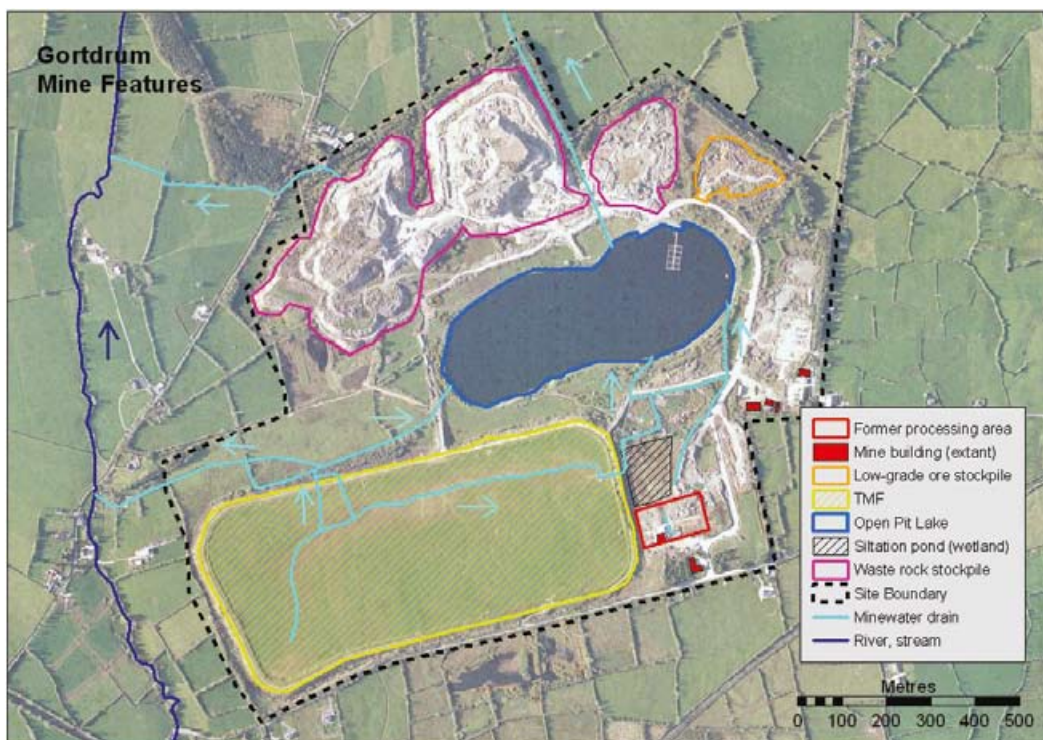 Gortdrum
Mine Features
Former processing area
Mine building (extant)
Low-grade ore stockpile
TMF
Open Pit Lake
Siltation pond (wetland)
Waste rock stockpile
Site Boundary
Minewater drain
River, stream
Metres
0 100 200 300 400 500